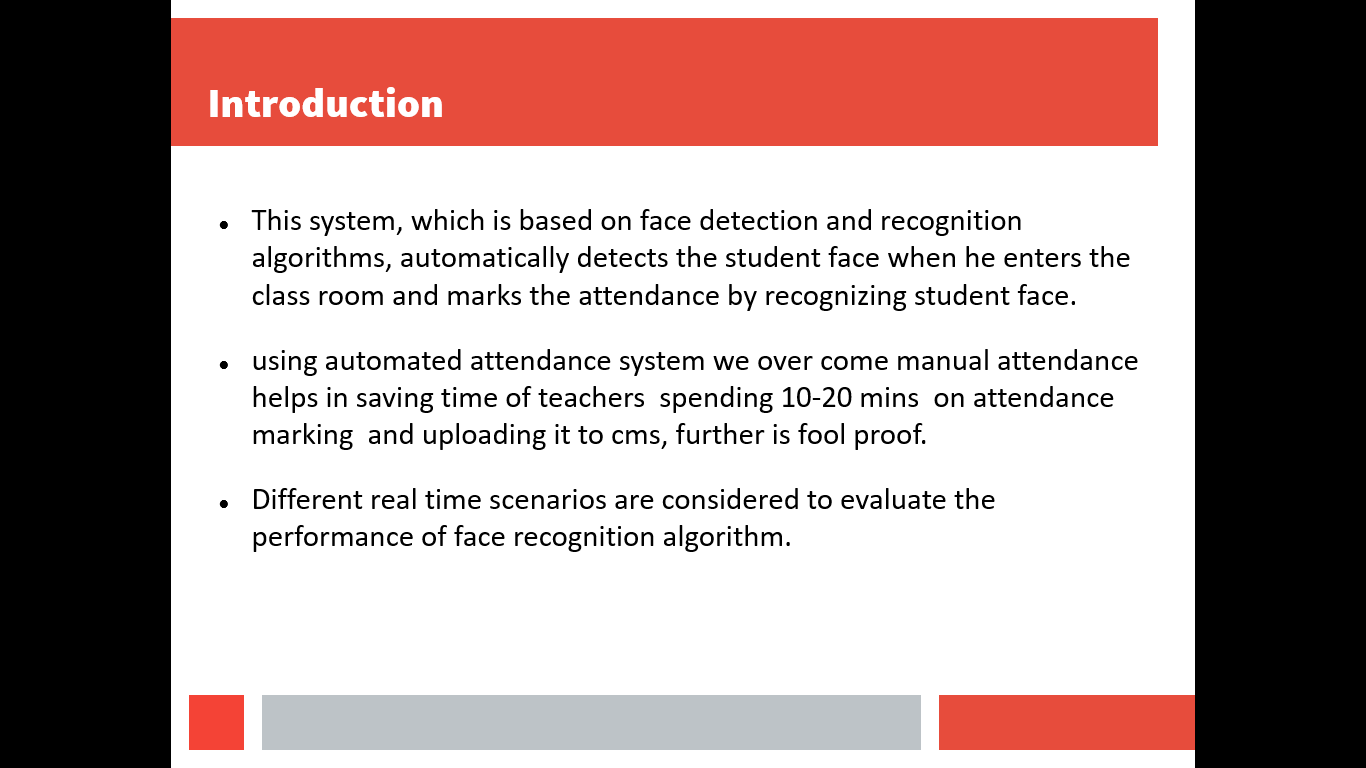 Introduction
• This system, which is based on face detection and recognition
algorithms, automatically detects the student face when he enters the
class room and marks the attendance by recognizing student face.
• using automated attendance system we over come manual attendance
helps in saving time of teachers  spending 10-20 mins  on attendance
marking  and uploading it to cms, further is fool proof.
• Different real time scenarios are considered to evaluate the
performance of face recognition algorithm.